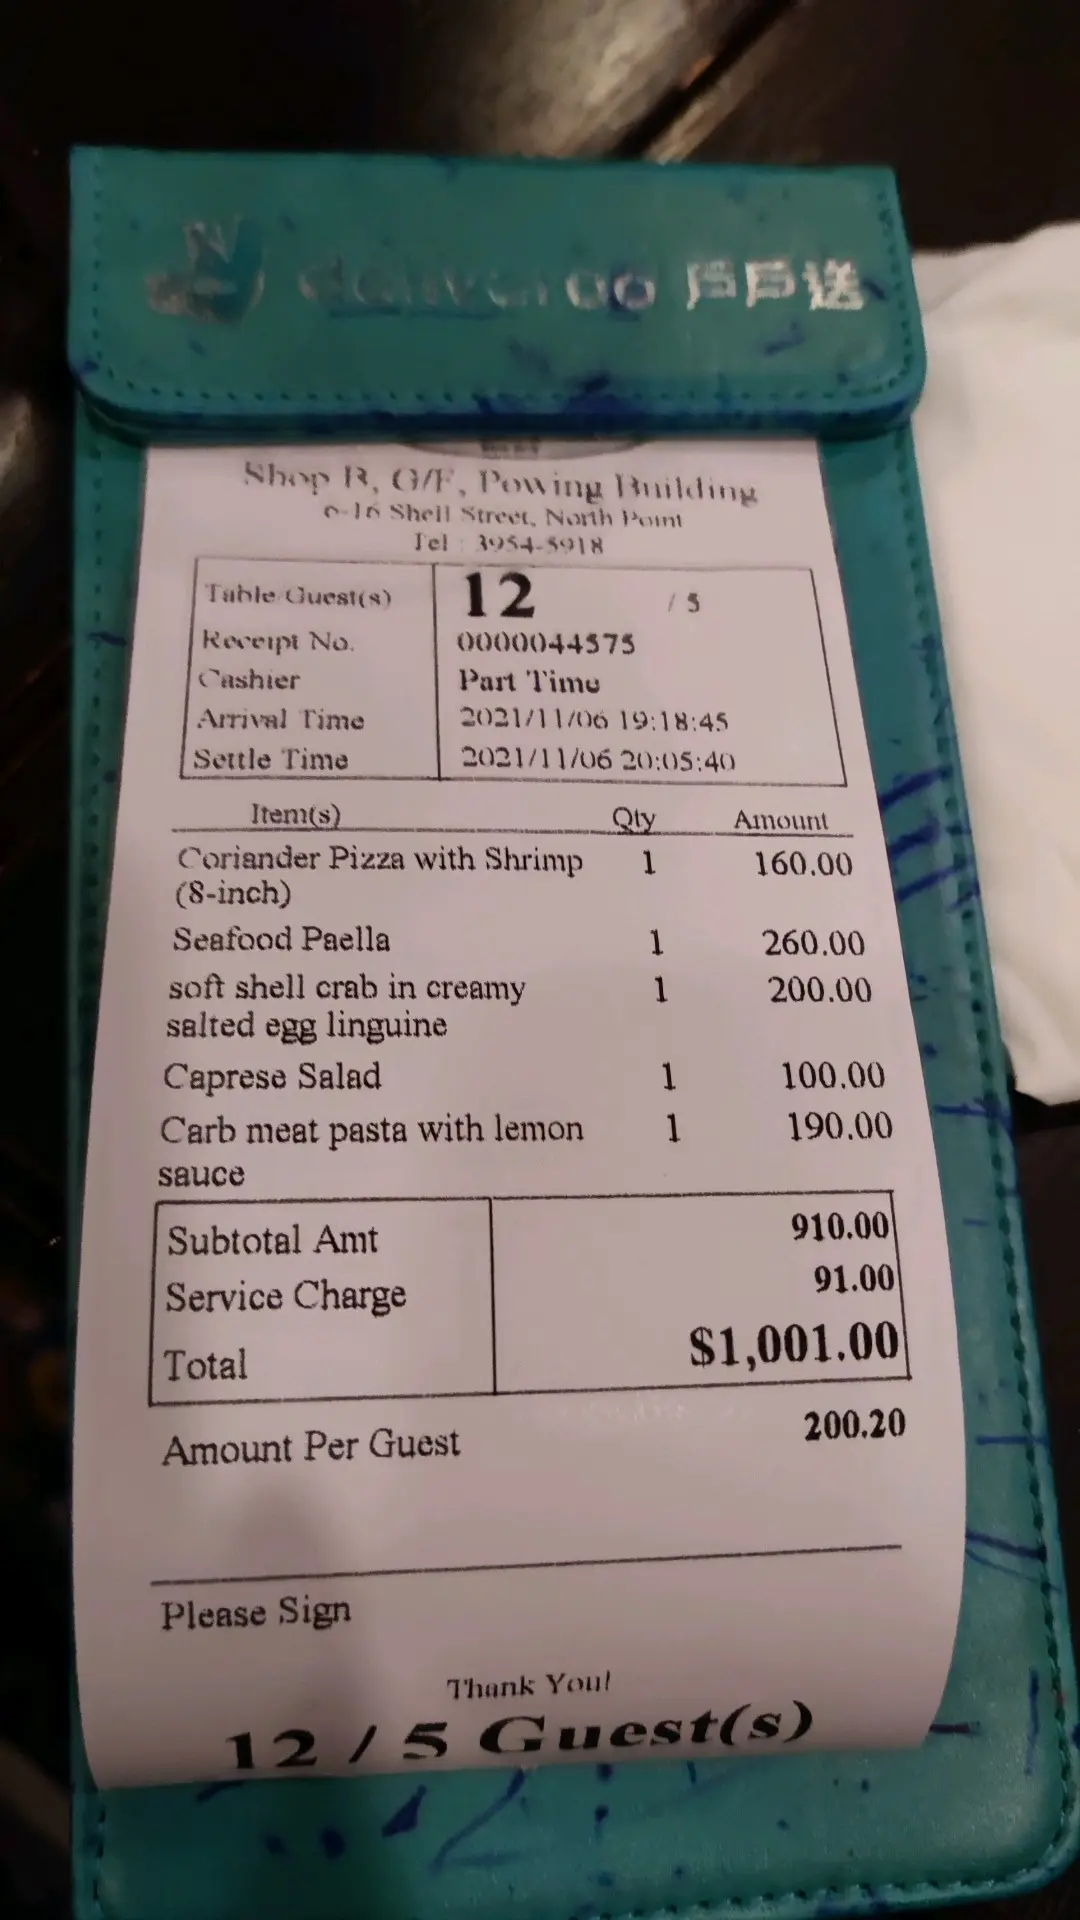 deliveroo 戶戶送
Shop B, G/F, Powing Building
6-16 Shell Street, North Point
Tel : 3954-5918
Table/Guest(s) 12 / 5
Receipt No. 0000044575
Cashier Part Time
Arrival Time 2021/11/06 19:18:45
Settle Time 2021/11/06 20:05:40
Item(s) Qty Amount
Coriander Pizza with Shrimp 1 160.00
(8-inch)
Seafood Paella 1 260.00
soft shell crab in creamy 1 200.00
salted egg linguine
Caprese Salad 1 100.00
Carb meat pasta with lemon 1 190.00
sauce
Subtotal Amt 910.00
Service Charge 91.00
Total $1,001.00
Amount Per Guest 200.20
Please Sign
Thank You!
12 / 5 Guest(s)